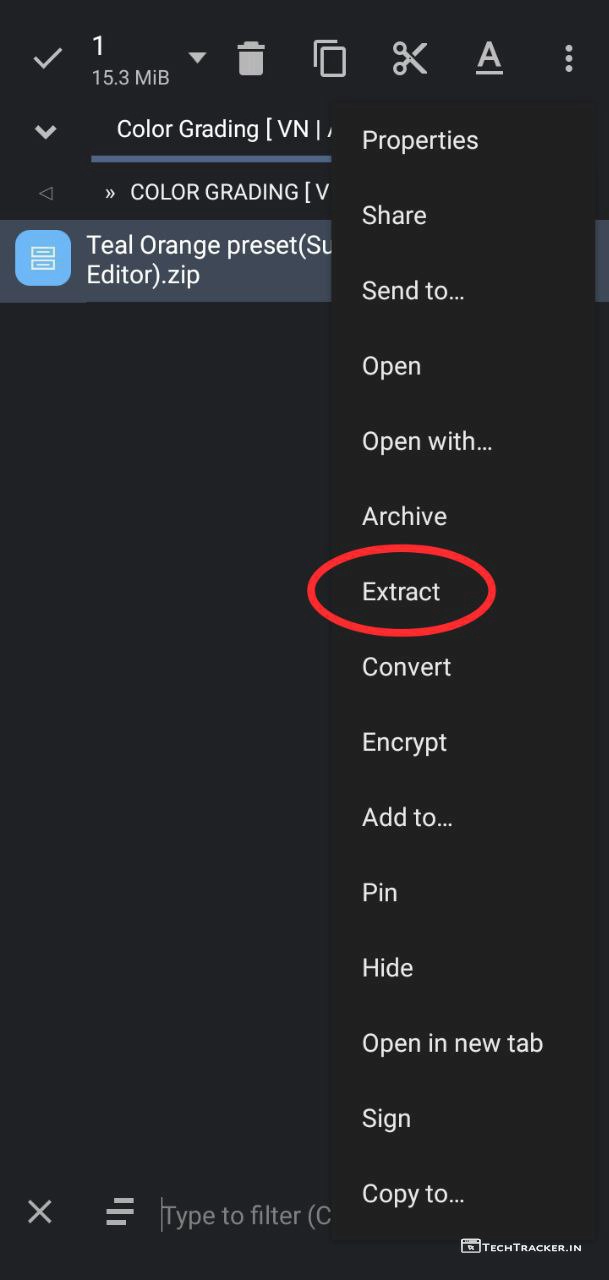 1
15.3 MiB
A
Color Grading [ VN |
Properties
» COLOR GRADING [ V
Share
Teal Orange preset(Su
Editor).zip
Send to...
Open
Open with...
Archive
Extract
Convert
Encrypt
Add to...
Pin
Hide
Open in new tab
Sign
Copy to...
Type to filter (C
TECHTRACKER.IN